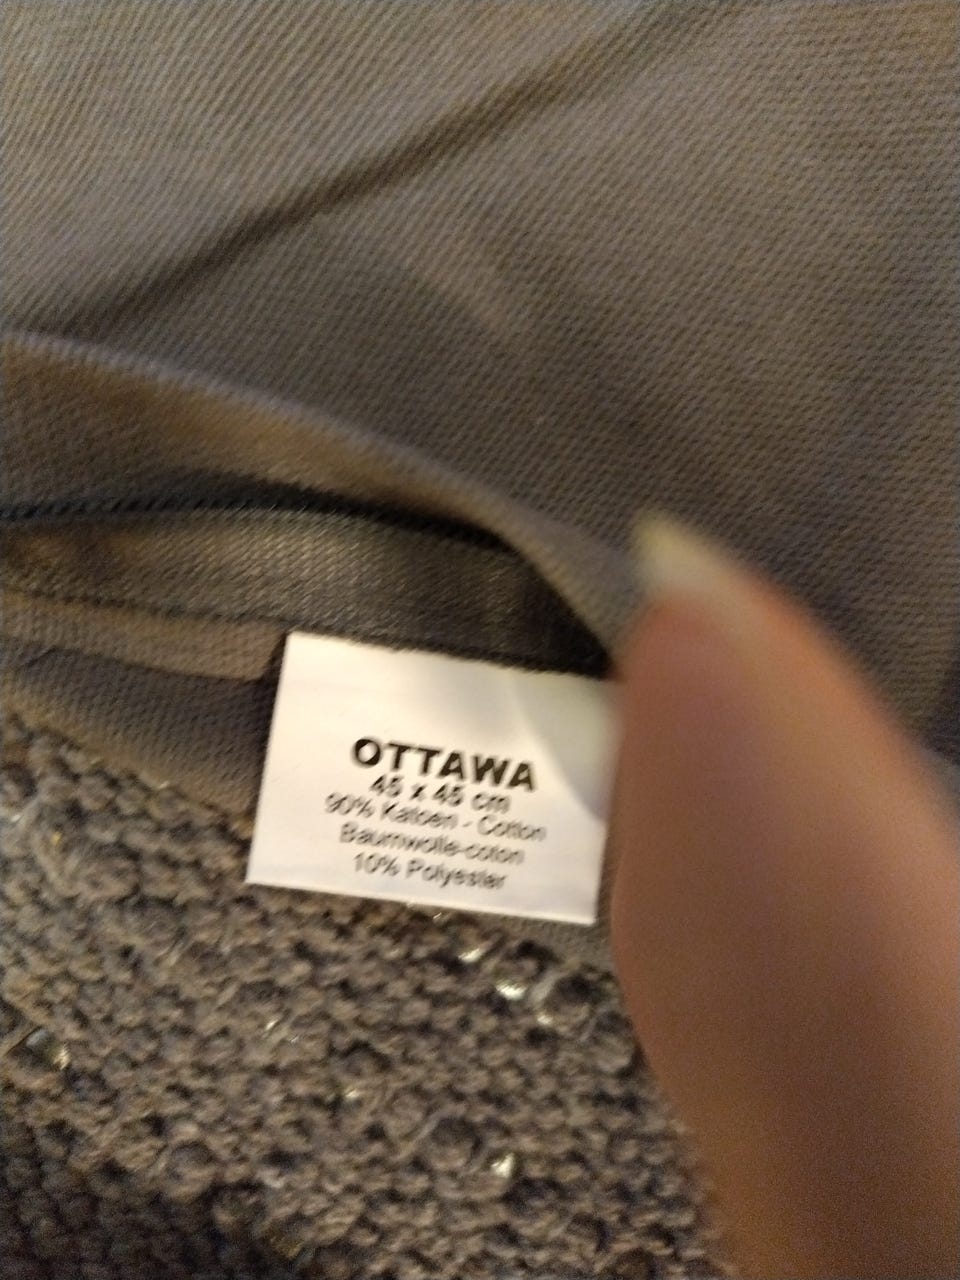 OTTAWA
45 x 45 cm
90% Katoen - Cotton
Baumwolle-coton
10% Polyester